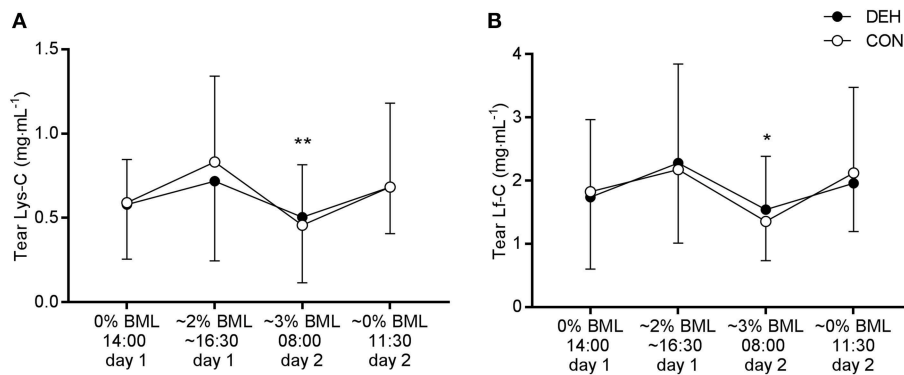 A
Tear Lys-C (mg·mL⁻¹)
1.5
1.0
0.5
0.0
**
0% BML
14:00
day 1
~2% BML
~16:30
day 1
~3% BML
08:00
day 2
~0% BML
11:30
day 2
B
DEH
CON
Tear Lf-C (mg·mL⁻¹)
4
3
2
1
0
*
0% BML
14:00
day 1
~2% BML
~16:30
day 1
~3% BML
08:00
day 2
~0% BML
11:30
day 2